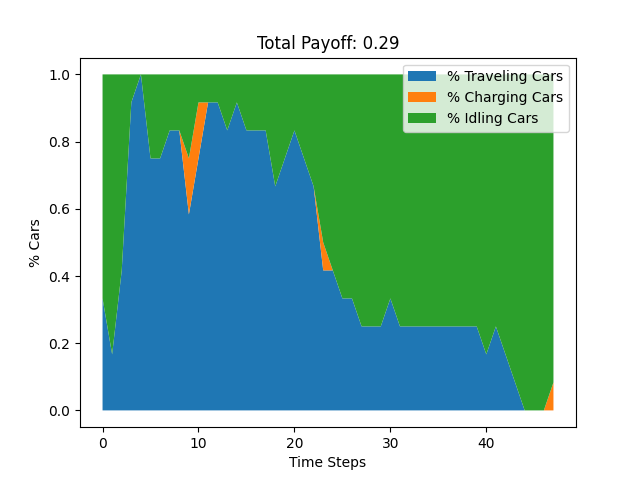 Total Payoff: 0.29
1.0
0.8
0.6
0.4
0.2
0.0
% Cars
% Traveling Cars
% Charging Cars
% Idling Cars
0 10 20 30 40
Time Steps